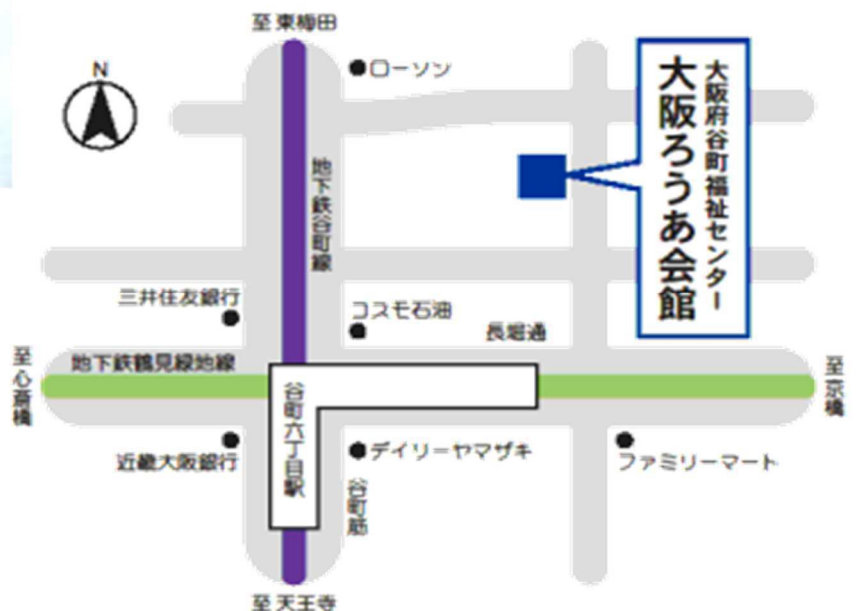 至 東梅田
N
ローソン
大阪府谷町福祉センター
大阪ろうあ会館
地下鉄谷町線
三井住友銀行
コスモ石油
長堀通
至心斎橋
地下鉄鶴見緑地線
至京橋
谷町六丁目駅
近畿大阪銀行
デイリーヤマザキ
ファミリーマート
谷町筋
至 天王寺